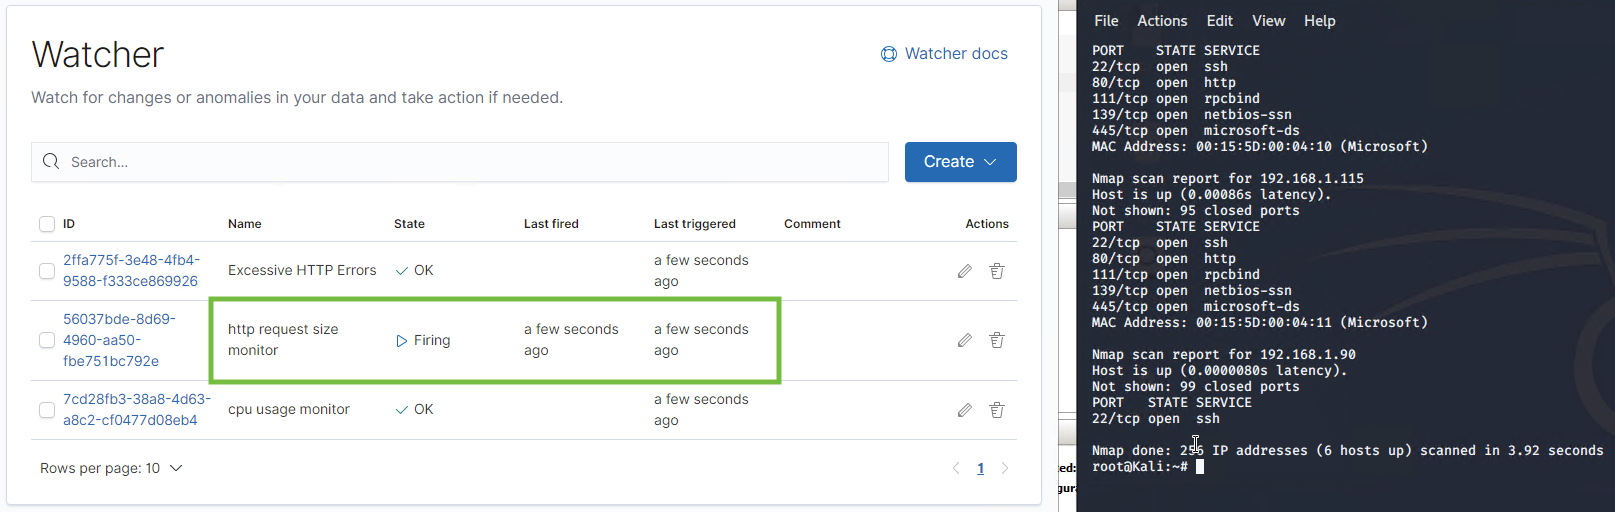 Watcher
Watcher docs
Watch for changes or anomalies in your data and take action if needed.
Search...
Create
ID Name State Last fired Last triggered Comment Actions
2ffa775f-3e48-4fb4-
9588-f333ce869926
Excessive HTTP Errors
OK
a few seconds
ago
56037bde-8d69-
4960-aa50-
fbe751bc792e
http request size
monitor
Firing
a few seconds
ago
a few seconds
ago
7cd28fb3-38a8-4d63-
a8c2-cf0477d08eb4
cpu usage monitor
OK
a few seconds
ago
Rows per page: 10
1
ted:
gura
File Actions Edit View Help
PORT STATE SERVICE
22/tcp open ssh
80/tcp open http
111/tcp open rpcbind
139/tcp open netbios-ssn
445/tcp open microsoft-ds
MAC Address: 00:15:5D:00:04:10 (Microsoft)
Nmap scan report for 192.168.1.115
Host is up (0.00086s latency).
Not shown: 95 closed ports
PORT STATE SERVICE
22/tcp open ssh
80/tcp open http
111/tcp open rpcbind
139/tcp open netbios-ssn
445/tcp open microsoft-ds
MAC Address: 00:15:5D:00:04:11 (Microsoft)
Nmap scan report for 192.168.1.90
Host is up (0.0000080s latency).
Not shown: 99 closed ports
PORT STATE SERVICE
22/tcp open ssh
Nmap done: 256 IP addresses (6 hosts up) scanned in 3.92 seconds
root@Kali:~#